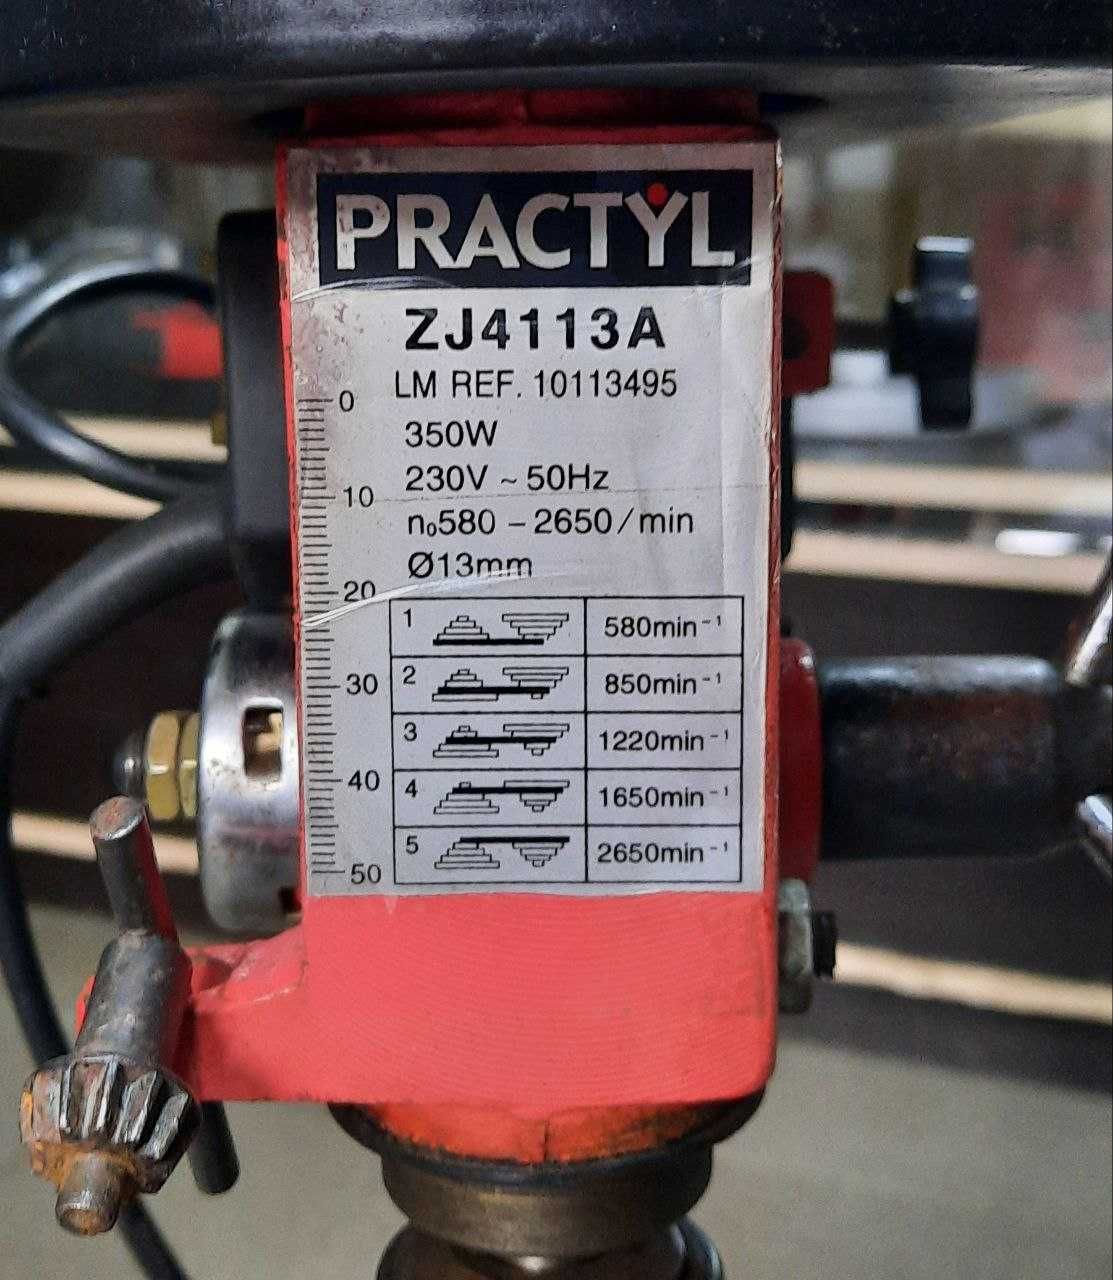 PRACTYL
ZJ4113A
LM REF. 10113495
350W
230V ~ 50Hz
n₀580 – 2650/min
Ø13mm
0
10
20
30
40
50
1 580min⁻¹
2 850min⁻¹
3 1220min⁻¹
4 1650min⁻¹
5 2650min⁻¹